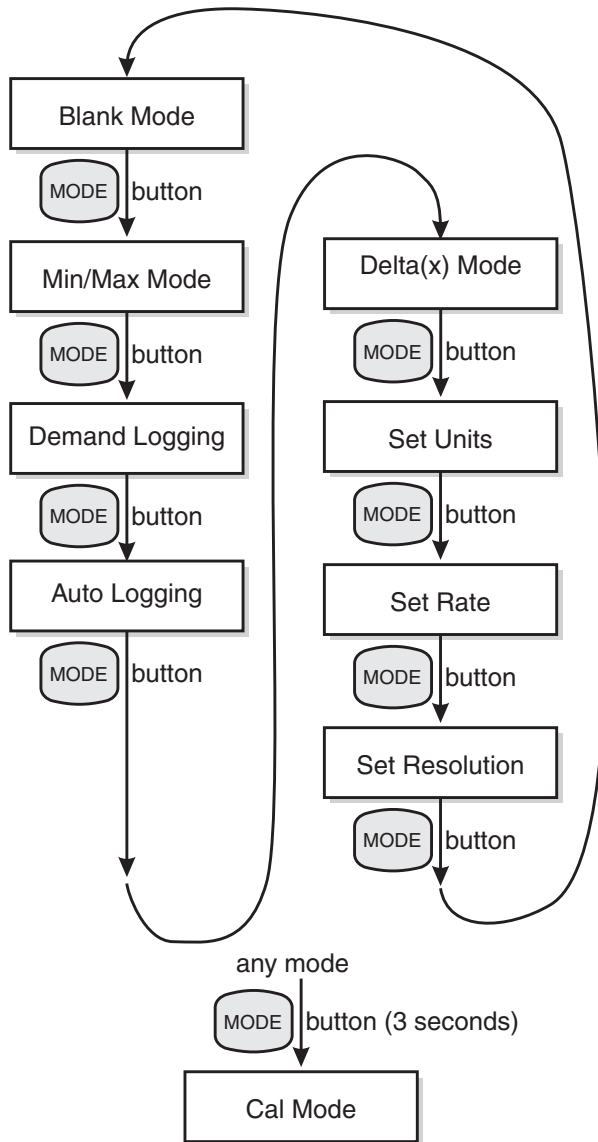 Blank Mode
MODE button
Min/Max Mode
MODE button
Demand Logging
MODE button
Auto Logging
MODE button
Delta(x) Mode
MODE button
Set Units
MODE button
Set Rate
MODE button
Set Resolution
MODE button
any mode
MODE button (3 seconds)
Cal Mode